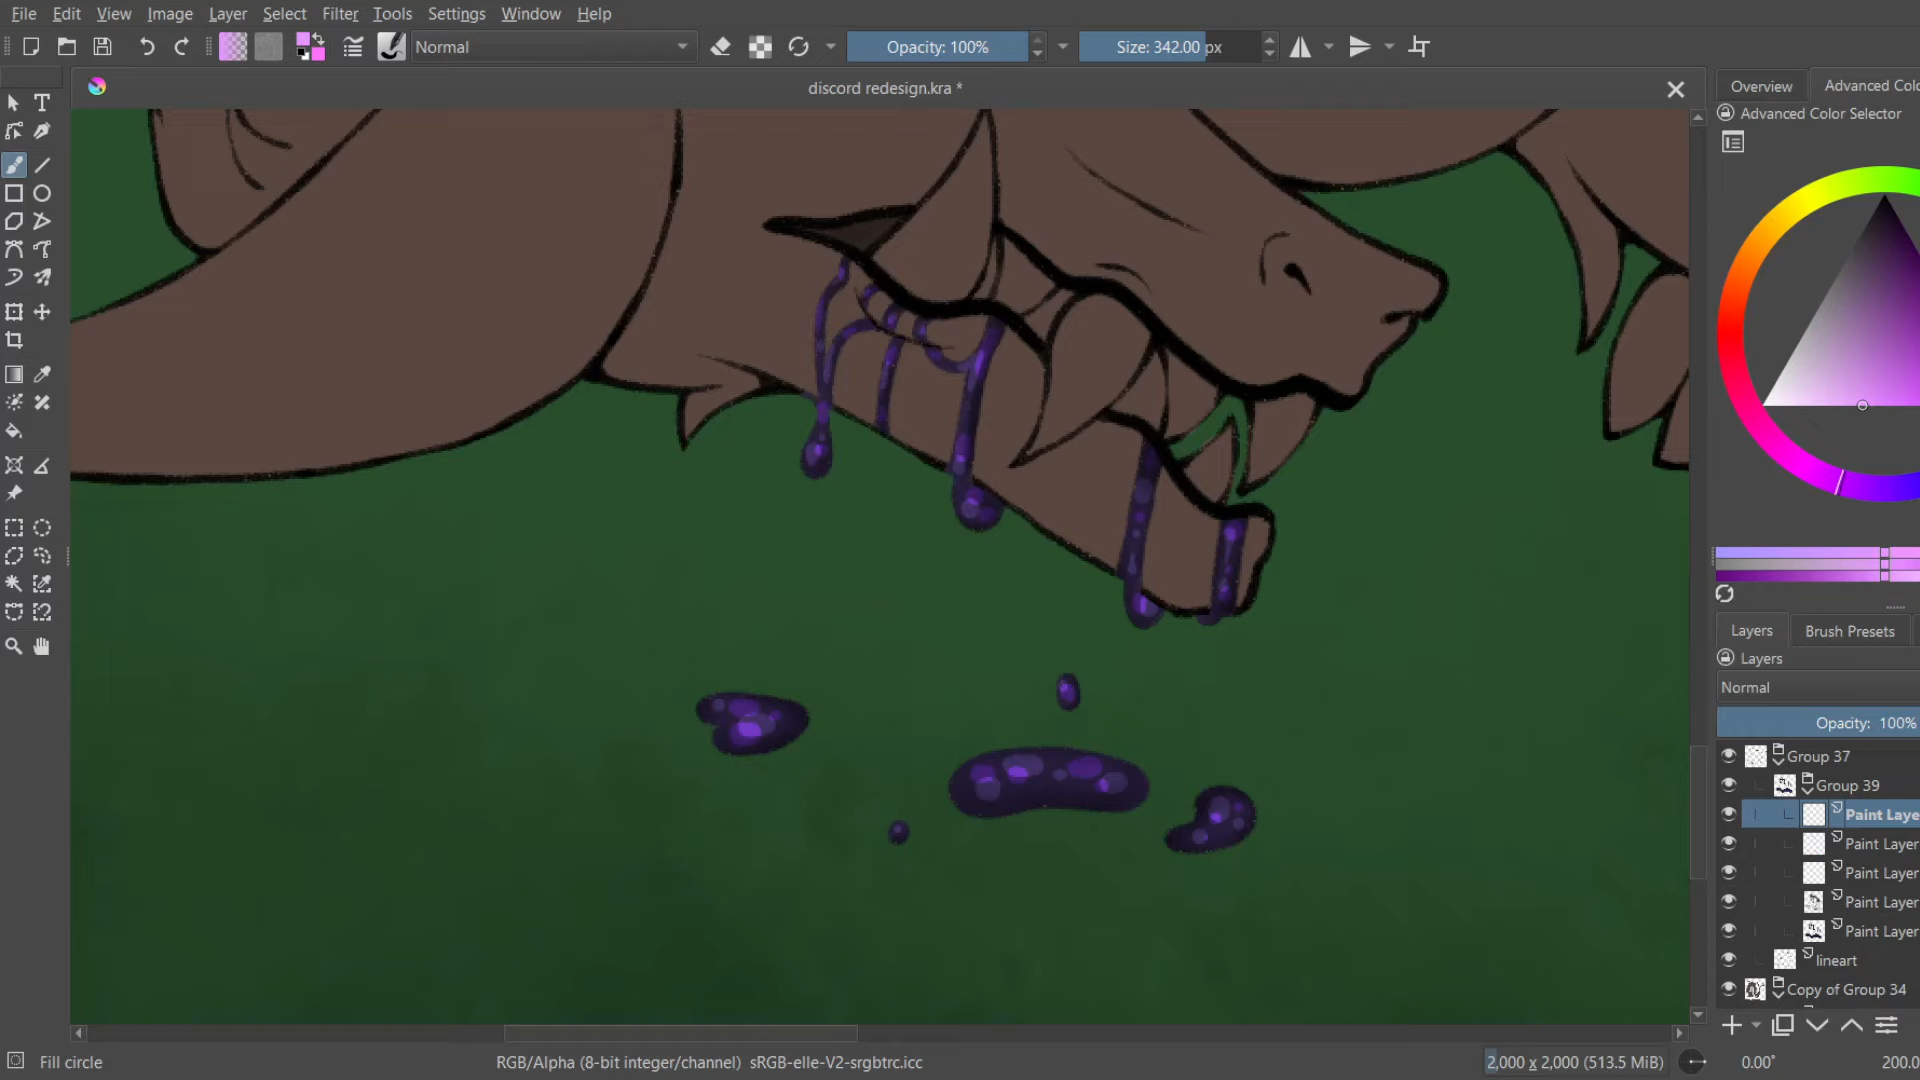 File Edit View Image Layer Select Filter Tools Settings Window Help
Normal Opacity: 100% Size: 342.00 px
discord redesign.kra *
Overview Advanced Colo
Advanced Color Selector
Layers Brush Presets
Layers
Normal
Opacity: 100%
Group 37
Group 39
Paint Laye
Paint Layer
Paint Layer
Paint Layer
Paint Layer
lineart
Copy of Group 34
Fill circle RGB/Alpha (8-bit integer/channel) sRGB-elle-V2-srgbtrc.icc 2,000 x 2,000 (513.5 MiB) 0.00° 200.0